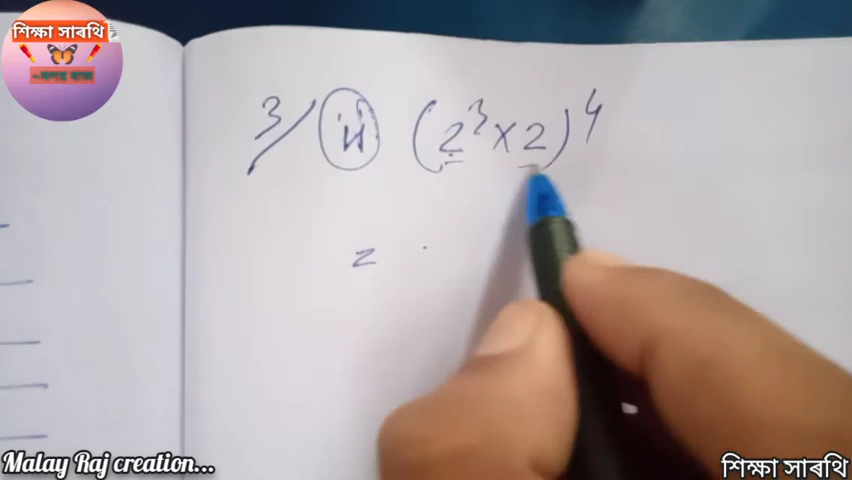 শিক্ষা সাৰথি
3/ ii (2³×2)⁴
=
Malay Raj creation...
শিক্ষা সাৰথি